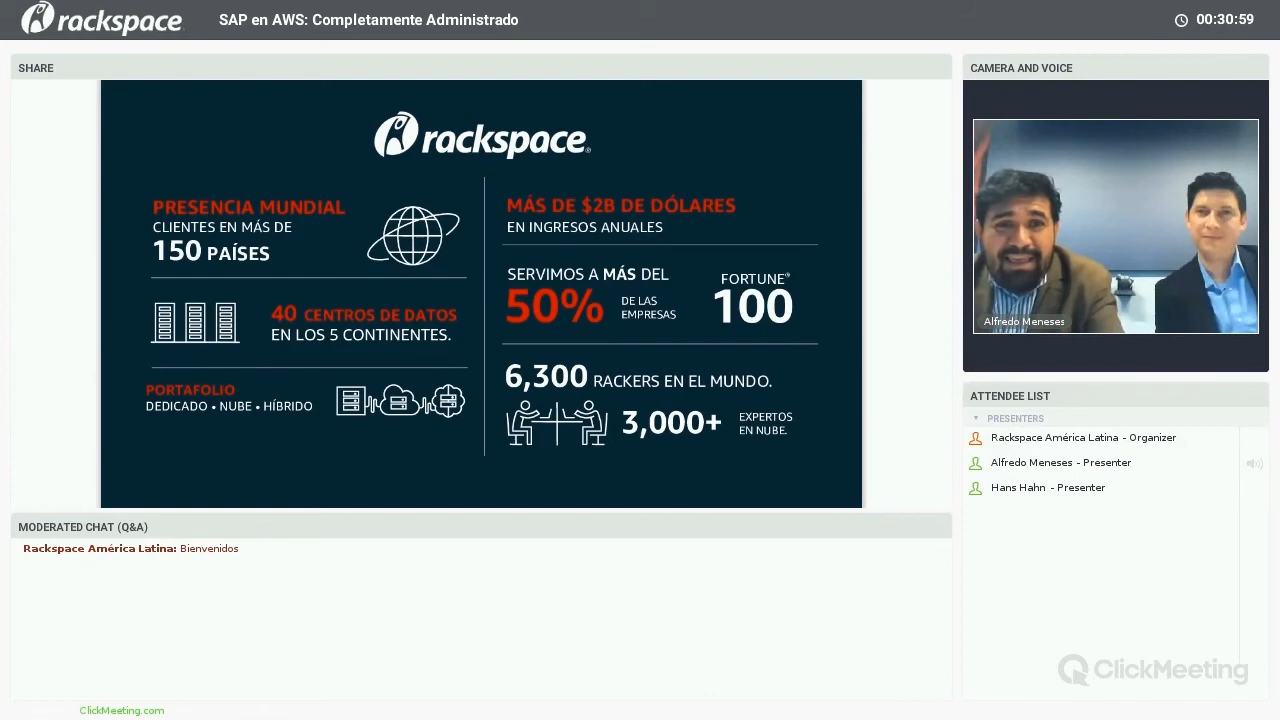 rackspace
SAP en AWS: Completamente Administrado
00:30:59
SHARE
rackspace®
PRESENCIA MUNDIAL
CLIENTES EN MÁS DE
150 PAÍSES
40 CENTROS DE DATOS
EN LOS 5 CONTINENTES.
PORTAFOLIO
DEDICADO • NUBE • HÍBRIDO
MÁS DE $2B DE DÓLARES
EN INGRESOS ANUALES
SERVIMOS A MÁS DEL
50% DE LAS
EMPRESAS
FORTUNE®
100
6,300 RACKERS EN EL MUNDO.
3,000+ EXPERTOS
EN NUBE.
CAMERA AND VOICE
Alfredo Meneses
ATTENDEE LIST
PRESENTERS
Rackspace América Latina - Organizer
Alfredo Meneses - Presenter
Hans Hahn - Presenter
MODERATED CHAT (Q&A)
Rackspace América Latina: Bienvenidos
ClickMeeting
ClickMeeting.com